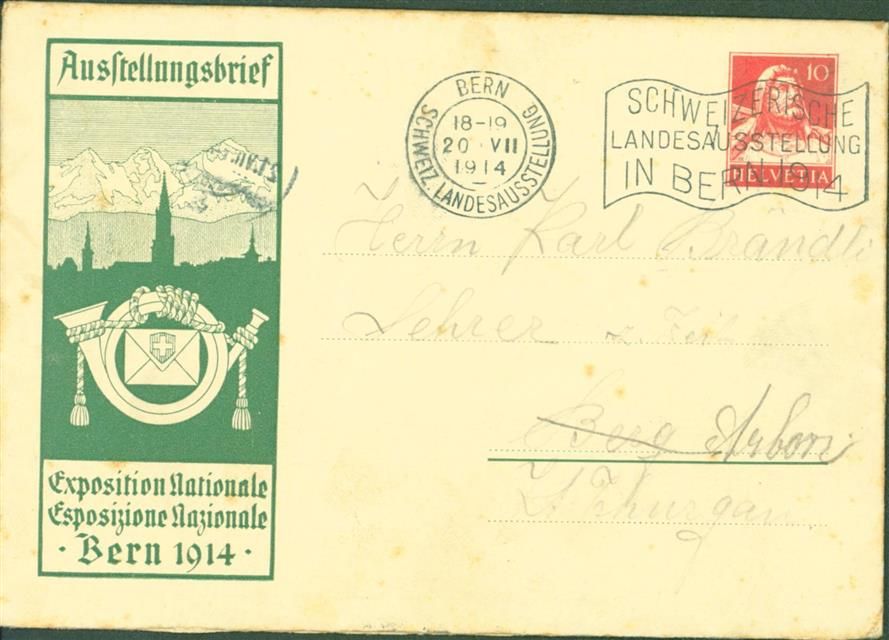 Ausstellungsbrief
Exposition Nationale
Esposizione Nazionale
· Bern 1914 ·
BERN
18-19
20 VII
1914
SCHWEIZ. LANDESAUSSTELLUNG
SCHWEIZERISCHE
LANDESAUSSTELLUNG
IN BERN 1914
10
HELVETIA
Herrn Karl Brändli
Lehrer z. Zeit
Berg Arbon
Thurgau